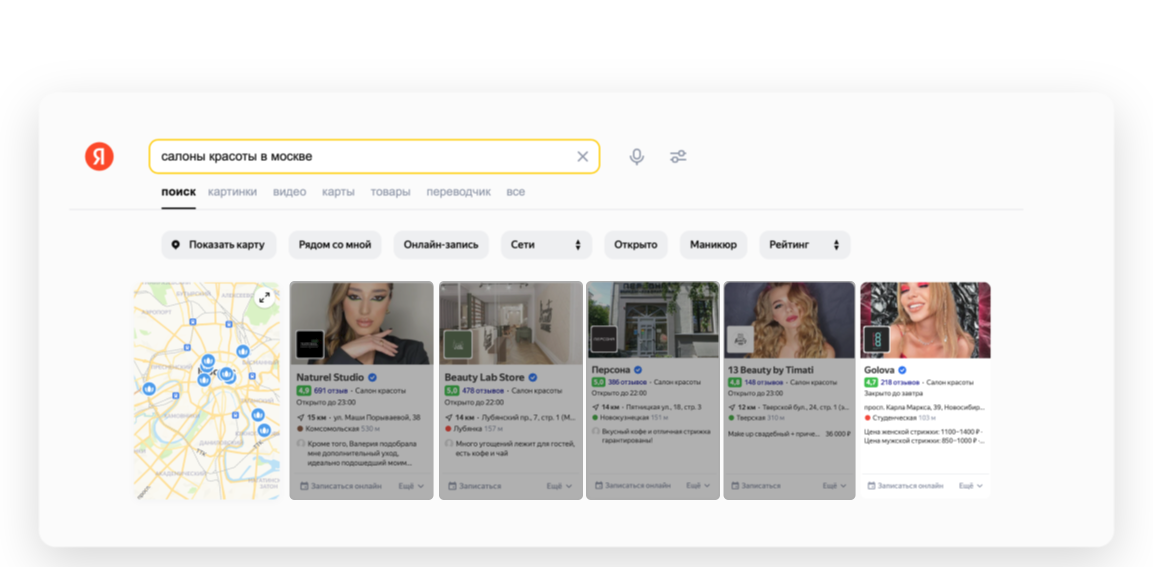 Я
салоны красоты в москве
поиск картинки видео карты товары переводчик все
Показать карту Рядом со мной Онлайн-запись Сети Открыто Маникюр Рейтинг
Naturel Studio
4,9 691 отзыв • Салон красоты
Открыто до 23:00
15 км • ул. Маши Порываевой, 38
Комсомольская 530 м
Кроме того, Валерия подобрала
мне дополнительный уход,
идеально подошедший моим...
Записаться онлайн Ещё
Beauty Lab Store
5,0 478 отзывов • Салон красоты
Открыто до 22:00
14 км • Лубянский пр., 7, стр. 1 (М...
Лубянка 157 м
Много угощений лежит для гостей,
есть кофе и чай
Записаться Ещё
ПЕРСОНА
Персона
5,0 386 отзывов • Салон красоты
Открыто до 22:00
14 км • Пятницкая ул., 18, стр. 3
Новокузнецкая 151 м
Вкусный кофе и отличная стрижка
гарантированы!
Записаться онлайн Ещё
13 Beauty by Timati
4,8 148 отзывов • Салон красоты
Открыто до 23:00
12 км • Тверской бул., 24, стр. 1 (э...
Тверская 310 м
Make up свадебный + приче... 36 000 ₽
Записаться Ещё
Golova
4,7 218 отзывов • Салон красоты
Закрыто до завтра
просп. Карла Маркса, 39, Новосибир...
Студенческая 103 м
Цена женской стрижки: 1100–1400 ₽ •
Цена мужской стрижки: 850–1000 ₽ •...
Записаться онлайн Ещё